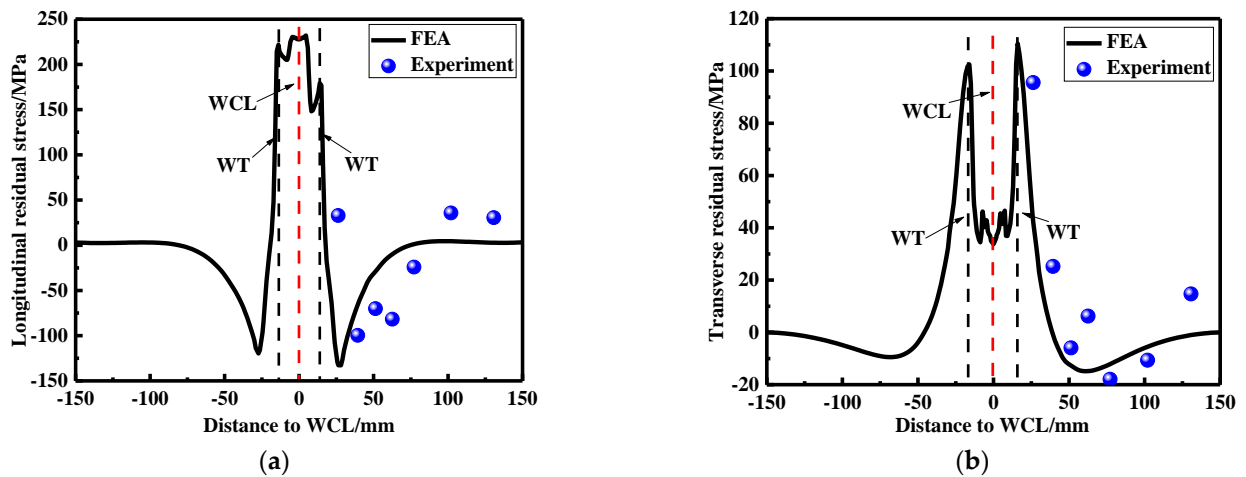 250
200
150
100
50
0
-50
-100
-150
-150
-100
-50
0
50
100
150
Longitudinal residual stress/MPa
Distance to WCL/mm
FEA
Experiment
WCL
WT
WT
(a)
120
100
80
60
40
20
0
-20
-150
-100
-50
0
50
100
150
Transverse residual stress/MPa
Distance to WCL/mm
FEA
Experiment
WCL
WT
WT
(b)